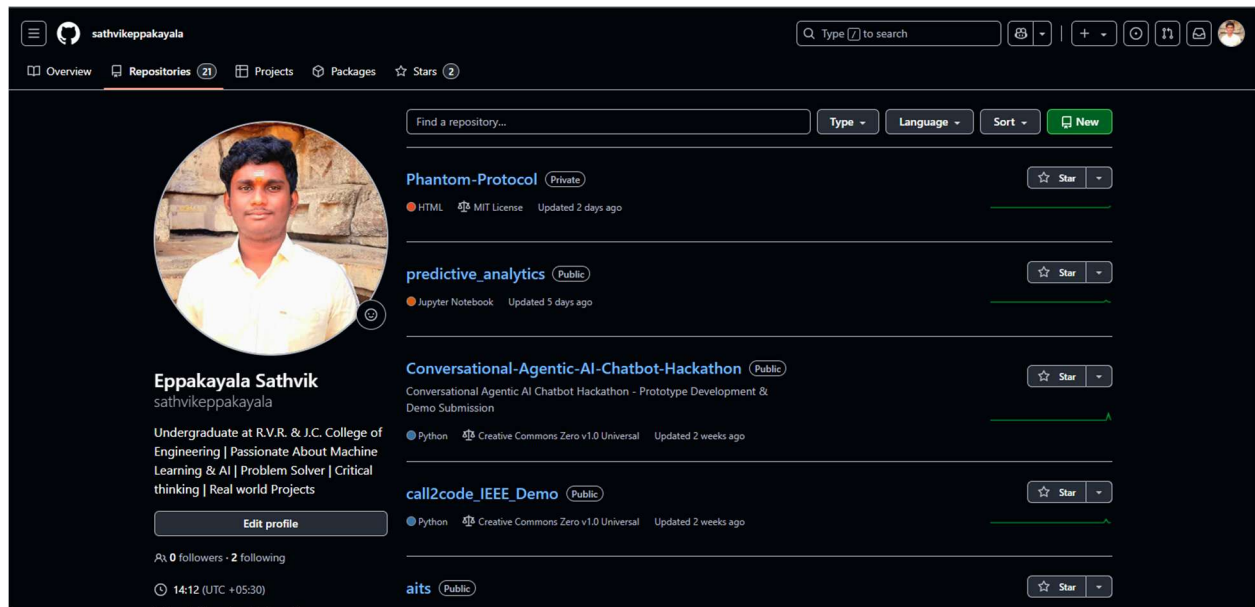 sathvikeppakayala
Type / to search
Overview
Repositories 21
Projects
Packages
Stars 2
Find a repository...
Type
Language
Sort
New
Eppakayala Sathvik
sathvikeppakayala
Undergraduate at R.V.R. & J.C. College of
Engineering | Passionate About Machine
Learning & AI | Problem Solver | Critical
thinking | Real world Projects
Edit profile
0 followers · 2 following
14:12 (UTC +05:30)
Phantom-Protocol Private
Star
HTML MIT License Updated 2 days ago
predictive_analytics Public
Star
Jupyter Notebook Updated 5 days ago
Conversational-Agentic-AI-Chatbot-Hackathon Public
Star
Conversational Agentic AI Chatbot Hackathon - Prototype Development &
Demo Submission
Python Creative Commons Zero v1.0 Universal Updated 2 weeks ago
call2code_IEEE_Demo Public
Star
Python Creative Commons Zero v1.0 Universal Updated 2 weeks ago
aits Public
Star